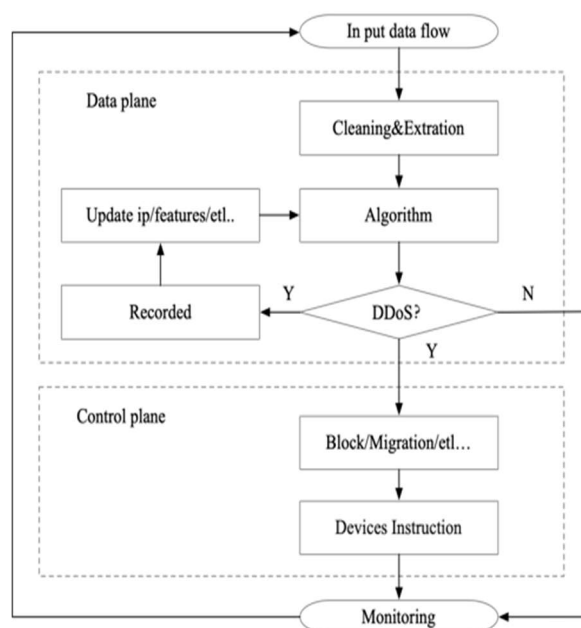 In put data flow
Data plane
Cleaning&Extration
Update ip/features/etl..
Algorithm
Y
N
Recorded
DDoS?
Y
Control plane
Block/Migration/etl…
Devices Instruction
Monitoring